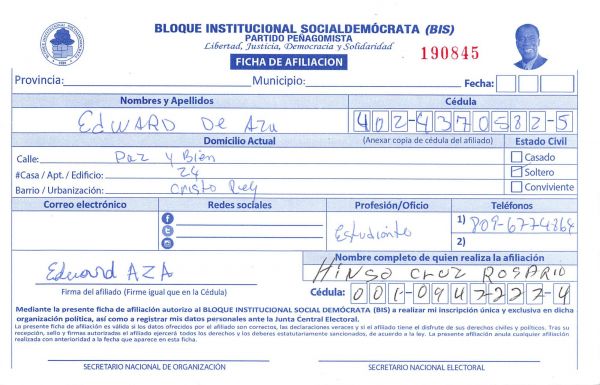 BLOQUE INSTITUCIONAL SOCIALDEMÓCRATA (BIS)
PARTIDO PEÑAGOMISTA
Libertad, Justicia, Democracia y Solidaridad
190845
FICHA DE AFILIACION
Provincia: Municipio: Fecha:
Nombres y Apellidos Cédula
EDWARD De AzA 402-4370582-5
Domicilio Actual (Anexar copia de cédula del afiliado) Estado Civil
Calle: Paz y Bien Casado
#Casa / Apt. / Edificio: 24 Soltero
Barrio / Urbanización: Cristo Rey Conviviente
Correo electrónico Redes sociales Profesión/Oficio Teléfonos
Estudiante 1) 809-6774864
2)
Nombre completo de quien realiza la afiliación
Edward AZA HINGO CRUZ ROSARIO
Firma del afiliado (Firme igual que en la Cédula) Cédula: 001-0947222-4
Mediante la presente ficha de afiliación autorizo al BLOQUE INSTITUCIONAL SOCIAL DEMÓCRATA (BIS) a realizar mi inscripción única y exclusiva en dicha
organización política, así como a registrar mis datos personales ante la Junta Central Electoral.
La presente ficha de afiliación es válida si los datos ofrecidos por el afiliado son correctos, las declaraciones veraces y si el afiliado tiene el disfrute de sus derechos civiles y políticos. Tras su
recepción, sello y firmas autorizadas el afiliado ejercerá todos los derechos y los deberes estatutariamente sancionados, de acuerdo a la ley. La presente afiliación anula cualquier afiliación
realizada con anterioridad a la fecha que aparece en esta ficha.
SECRETARIO NACIONAL DE ORGANIZACIÓN SECRETARIO NACIONAL ELECTORAL